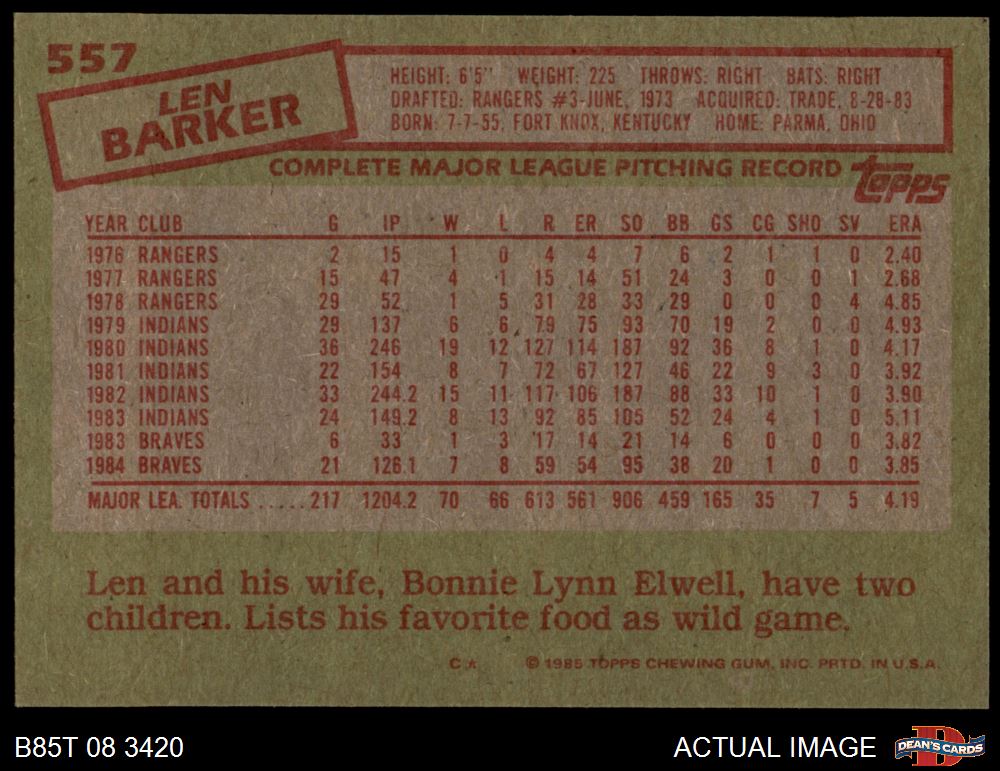 557
LEN
BARKER
HEIGHT: 6'5" WEIGHT: 225 THROWS: RIGHT BATS: RIGHT
DRAFTED: RANGERS #3-JUNE, 1973 ACQUIRED: TRADE, 8-28-83
BORN: 7-7-55, FORT KNOX, KENTUCKY HOME: PARMA, OHIO
COMPLETE MAJOR LEAGUE PITCHING RECORD topps
YEAR CLUB G IP W L R ER SO BB GS CG SHO SV ERA
1976 RANGERS 2 15 1 0 4 4 7 6 2 1 1 0 2.40
1977 RANGERS 15 47 4 1 15 14 51 24 3 0 0 1 2.68
1978 RANGERS 29 52 1 5 31 28 33 29 0 0 0 4 4.85
1979 INDIANS 29 137 6 6 79 75 93 70 19 2 0 0 4.93
1980 INDIANS 36 246 19 12 127 114 187 92 36 8 1 0 4.17
1981 INDIANS 22 154 8 7 72 67 127 46 22 9 3 0 3.92
1982 INDIANS 33 244.2 15 11 117 106 187 88 33 10 1 0 3.90
1983 INDIANS 24 149.2 8 13 92 85 105 52 24 4 1 0 5.11
1983 BRAVES 6 33 1 3 17 14 21 14 6 0 0 0 3.82
1984 BRAVES 21 126.1 7 8 59 54 95 38 20 1 0 0 3.85
MAJOR LEA. TOTALS ..... 217 1204.2 70 66 613 561 906 459 165 35 7 5 4.19
Len and his wife, Bonnie Lynn Elwell, have two
children. Lists his favorite food as wild game.
C* © 1985 TOPPS CHEWING GUM, INC. PRTD. IN U.S.A.
B85T 08 3420 ACTUAL IMAGE D DEAN'S CARDS